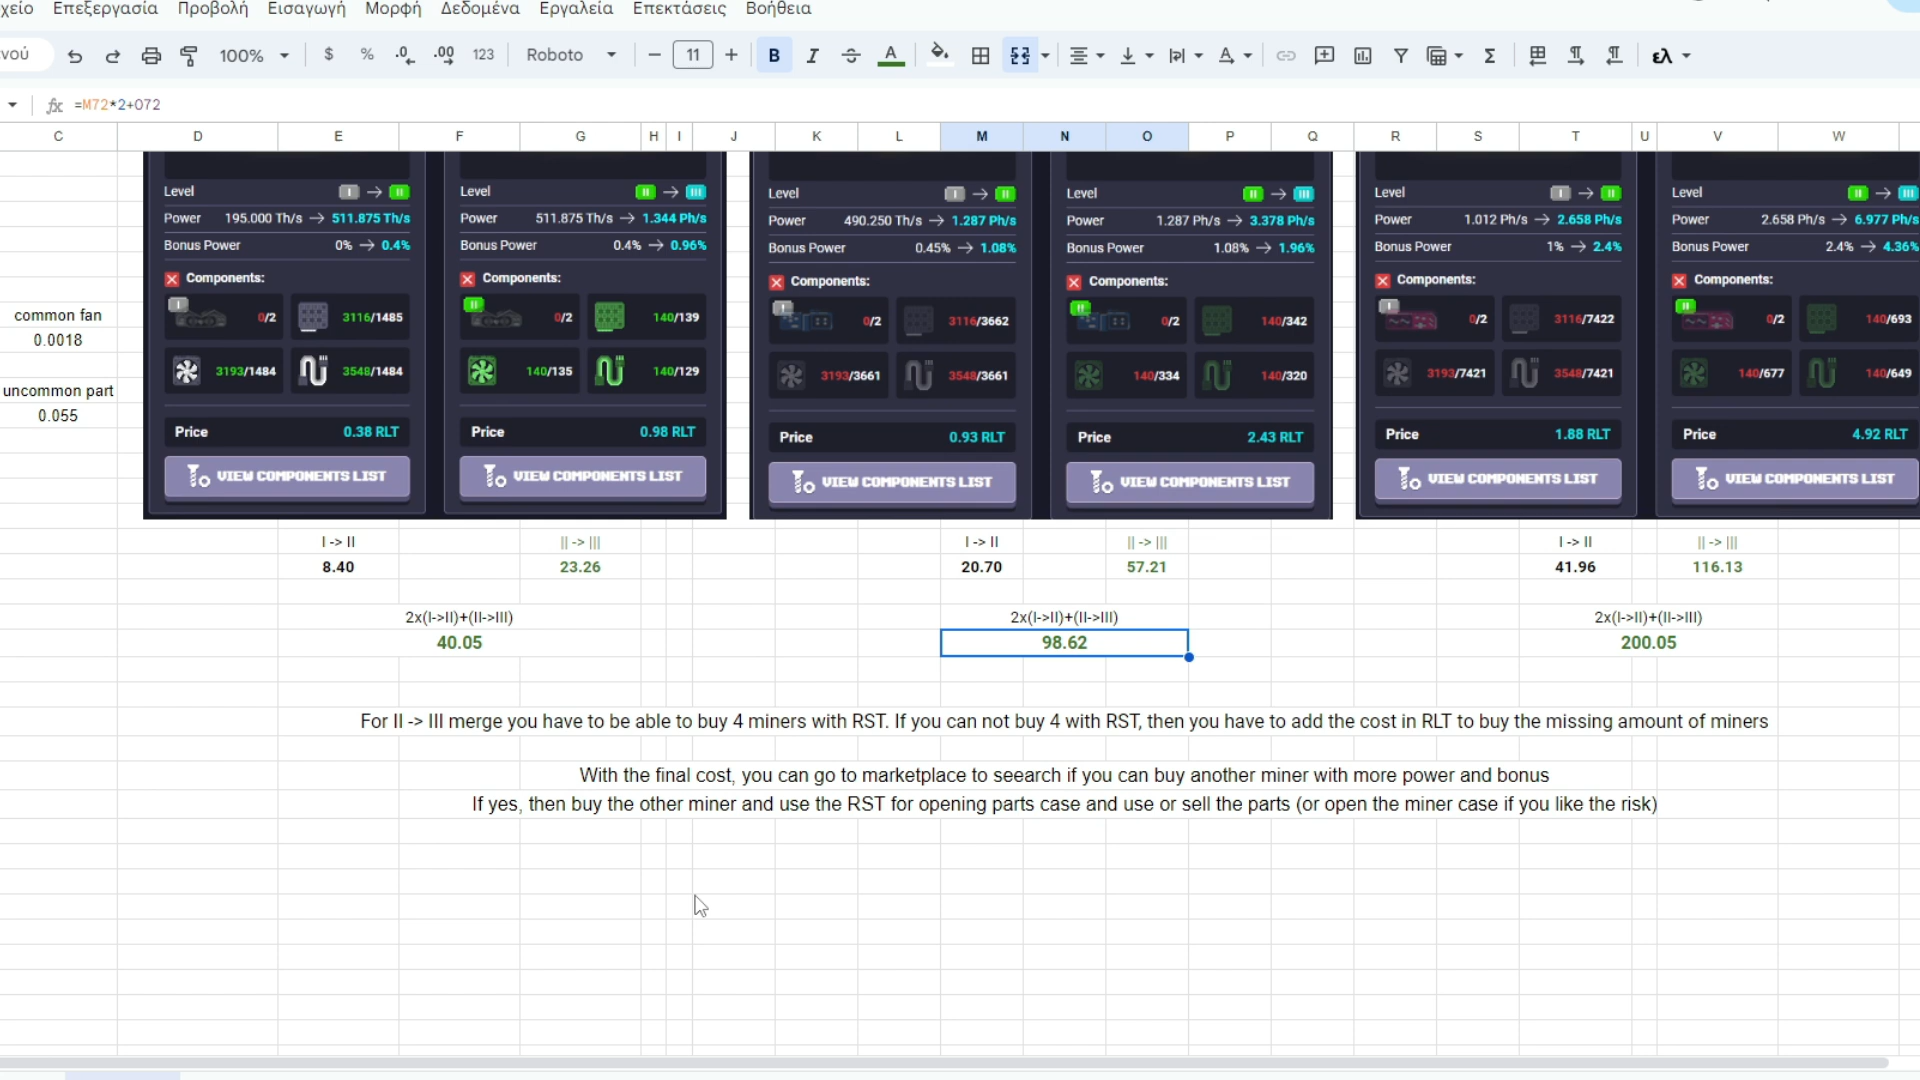 χείο Επεξεργασία Προβολή Εισαγωγή Μορφή Δεδομένα Εργαλεία Επεκτάσεις Βοήθεια
νού 100% $ % .0 .00 123 Roboto 11 B I A Σ ελ
fx =M72*2+O72
C D E F G H I J K L M N O P Q R S T U V W
Level I II Level II III Level I II Level II III Level I II Level II III
Power 195.000 Th/s → 511.875 Th/s Power 511.875 Th/s → 1.344 Ph/s Power 490.250 Th/s → 1.287 Ph/s Power 1.287 Ph/s → 3.378 Ph/s Power 1.012 Ph/s → 2.658 Ph/s Power 2.658 Ph/s → 6.977 Ph/s
Bonus Power 0% → 0.4% Bonus Power 0.4% → 0.96% Bonus Power 0.45% → 1.08% Bonus Power 1.08% → 1.96% Bonus Power 1% → 2.4% Bonus Power 2.4% → 4.36%
Components: Components: Components: Components: Components: Components:
common fan I 0/2 3116/1485 II 0/2 140/139 I 0/2 3116/3662 II 0/2 140/342 I 0/2 3116/7422 II 0/2 140/693
0.0018
3193/1484 3548/1484 140/135 140/129 3193/3661 3548/3661 140/334 140/320 3193/7421 3548/7421 140/677 140/649
uncommon part
0.055
Price 0.38 RLT Price 0.98 RLT Price 0.93 RLT Price 2.43 RLT Price 1.88 RLT Price 4.92 RLT
VIEW COMPONENTS LIST VIEW COMPONENTS LIST VIEW COMPONENTS LIST VIEW COMPONENTS LIST VIEW COMPONENTS LIST VIEW COMPONENTS LIST
I -> II || -> ||| I -> II || -> ||| I -> II || -> |||
8.40 23.26 20.70 57.21 41.96 116.13
2x(I->II)+(II->III) 2x(I->II)+(II->III) 2x(I->II)+(II->III)
40.05 98.62 200.05
For II -> III merge you have to be able to buy 4 miners with RST. If you can not buy 4 with RST, then you have to add the cost in RLT to buy the missing amount of miners
With the final cost, you can go to marketplace to seearch if you can buy another miner with more power and bonus
If yes, then buy the other miner and use the RST for opening parts case and use or sell the parts (or open the miner case if you like the risk)